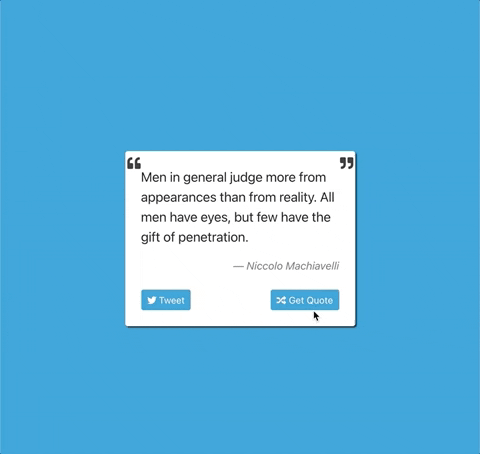 ❝ ❞
Men in general judge more from
appearances than from reality. All
men have eyes, but few have the
gift of penetration.
— Niccolo Machiavelli
Tweet
Get Quote